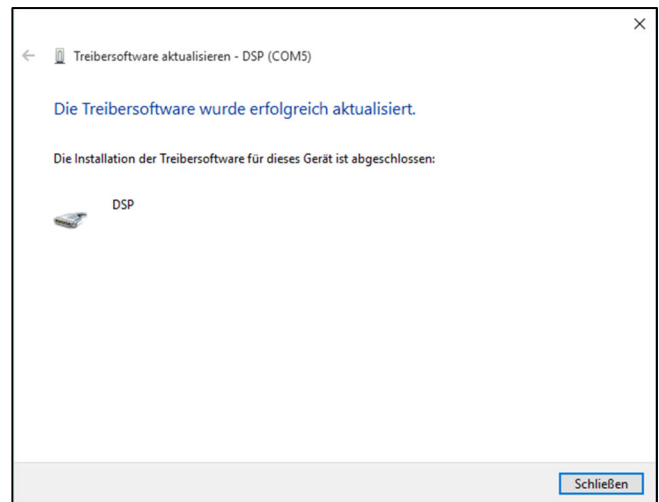 Treibersoftware aktualisieren - DSP (COM5)
Die Treibersoftware wurde erfolgreich aktualisiert.
Die Installation der Treibersoftware für dieses Gerät ist abgeschlossen:
DSP
Schließen